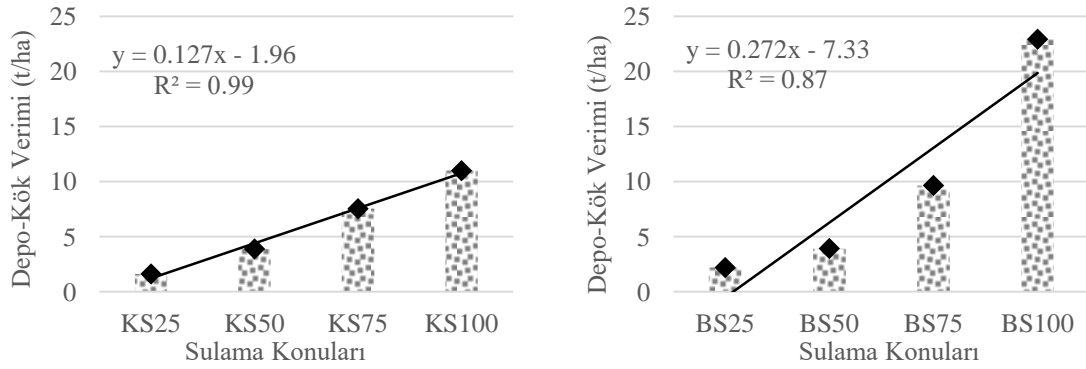 Depo-Kök Verimi (t/ha)
25
20
15
10
5
0
y = 0.127x - 1.96
R² = 0.99
KS25 KS50 KS75 KS100
Sulama Konuları
Depo-Kök Verimi (t/ha)
25
20
15
10
5
0
y = 0.272x - 7.33
R² = 0.87
BS25 BS50 BS75 BS100
Sulama Konuları